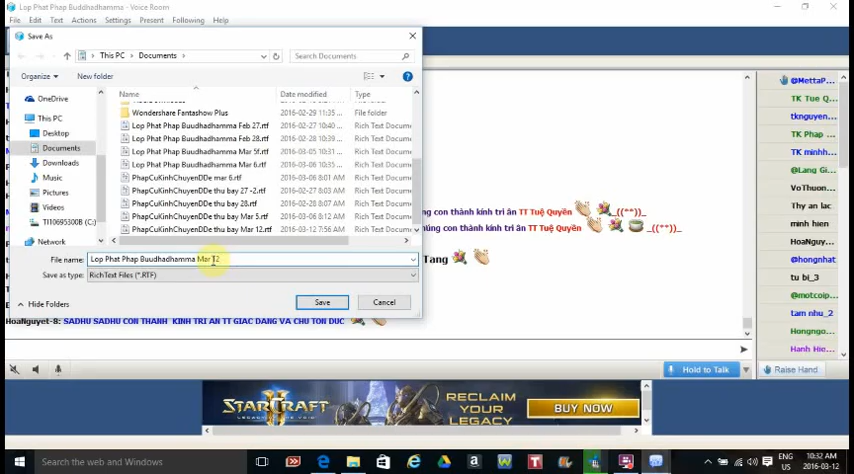 Lop Phat Phap Buudhadhamma - Voice Room
File Edit Text Actions Settings Present Following Help
Save As
This PC > Documents >
Search Documents
Organize New folder
Name Date modified Type
OneDrive
This PC
Desktop
Documents
Downloads
Music
Pictures
Videos
TI10695300B (C:)
Network
Wondershare Fantashow Plus 2016-02-29 11:35 ... File folder
Lop Phat Phap Buudhadhamma Feb 27.rtf 2016-02-27 10:40 ... Rich Text Docume
Lop Phat Phap Buudhadhamma Feb 28.rtf 2016-02-28 10:39 ... Rich Text Docume
Lop Phat Phap Buudhadhamma Mar 5f.rtf 2016-03-05 10:31 ... Rich Text Docume
Lop Phat Phap Buudhadhamma Mar 6.rtf 2016-03-06 10:35 ... Rich Text Docume
PhapCuKinhChuyenDDe mar 6.rtf 2016-03-06 8:01 AM Rich Text Docume
PhapCuKinhChuyenDDe thu bay 27 -2.rtf 2016-02-27 8:03 AM Rich Text Docume
PhapCuKinhChuyenDDe thu bay 28.rtf 2016-02-28 8:07 AM Rich Text Docume
PhapCuKinhChuyenDDe thu bay Mar 5.rtf 2016-03-06 8:12 AM Rich Text Docume
PhapCuKinhChuyenDDe thu bay Mar 12.rtf 2016-03-12 7:56 AM Rich Text Docume
File name: Lop Phat Phap Buudhadhamma Mar 12
Save as type: RichText Files (*.RTF)
Hide Folders Save Cancel
con thành kính tri ân TT Tuệ Quyền _((**))_
húng con thành kính tri ân TT Tuệ Quyền _((**))_
Tang
HoaNguyet-8: SADHU SADHU CON THANH KINH TRI AN TT GIAC DANG VA CHU TON DUC
@MettaP...
TK Tue Q...
tknguyen...
TK Phap ...
TK minhh...
@Lang Gi...
VoThuon...
Thy an lac
minh hien
HoaNguy...
@hongnhat
tu bi_3
@motcoip...
tam nhu_2
Hongngo...
Hanh Hie...
Hold to Talk
Raise Hand
STARCRAFT
RECLAIM
YOUR
LEGACY
BUY NOW
Search the web and Windows
ENG
US
10:32 AM
2016-03-12